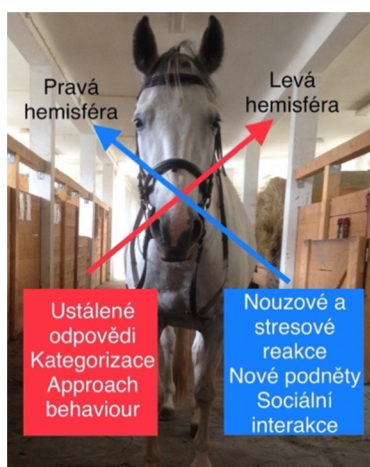 Pravá
hemisféra
Levá
hemisféra
Ustálené
odpovědi
Kategorizace
Approach
behaviour
Nouzové a
stresové
reakce
Nové podněty
Sociální
interakce